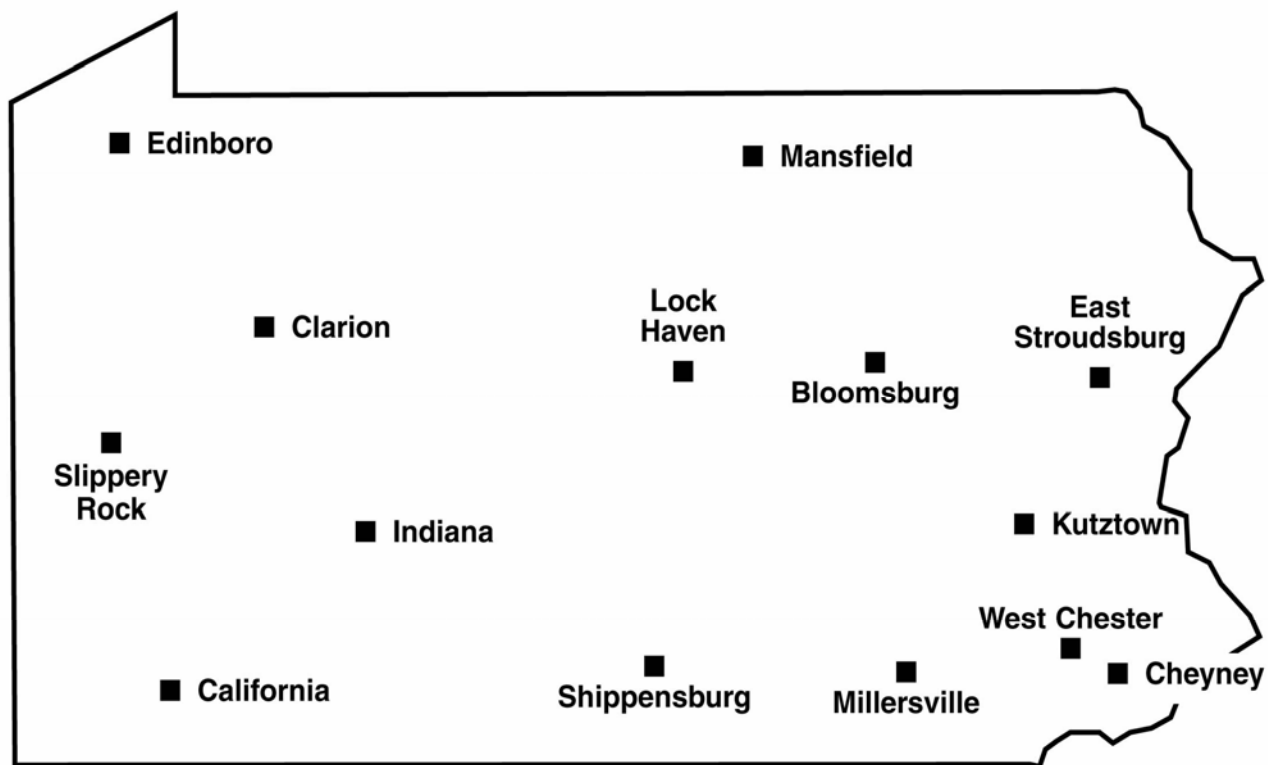 Edinboro
Mansfield
Clarion
Lock
Haven
East
Stroudsburg
Bloomsburg
Slippery
Rock
Indiana
Kutztown
West Chester
California
Shippensburg
Millersville
Cheyney